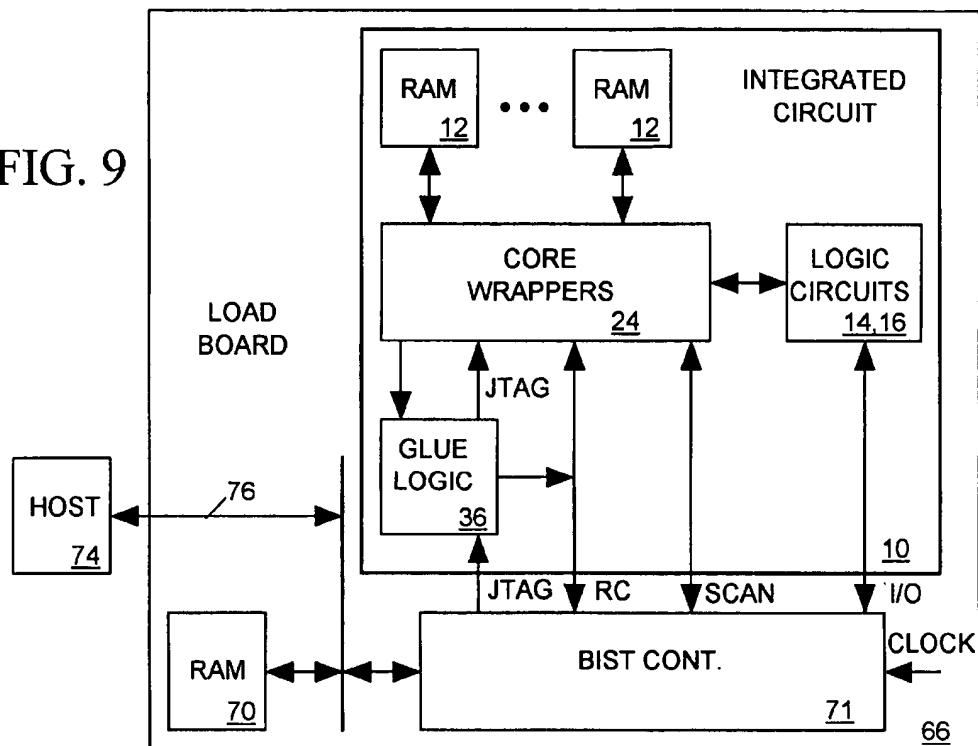 FIG. 9
RAM
12
RAM
12
INTEGRATED
CIRCUIT
CORE
WRAPPERS
24
LOGIC
CIRCUITS
14,16
LOAD
BOARD
JTAG
GLUE
LOGIC
36
HOST
74
76
10
JTAG
RC
SCAN
I/O
RAM
70
BIST CONT.
71
CLOCK
66